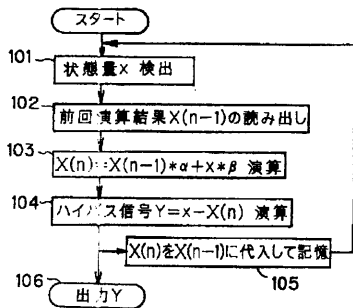 スタート
101
状態量x 検出
102
前回演算結果X(n-1)の読み出し
103
X(n)=X(n-1)*α+x*β 演算
104
ハイパス信号Y=x-X(n) 演算
X(n)をX(n-1)に代入して記憶
105
106
出力Y